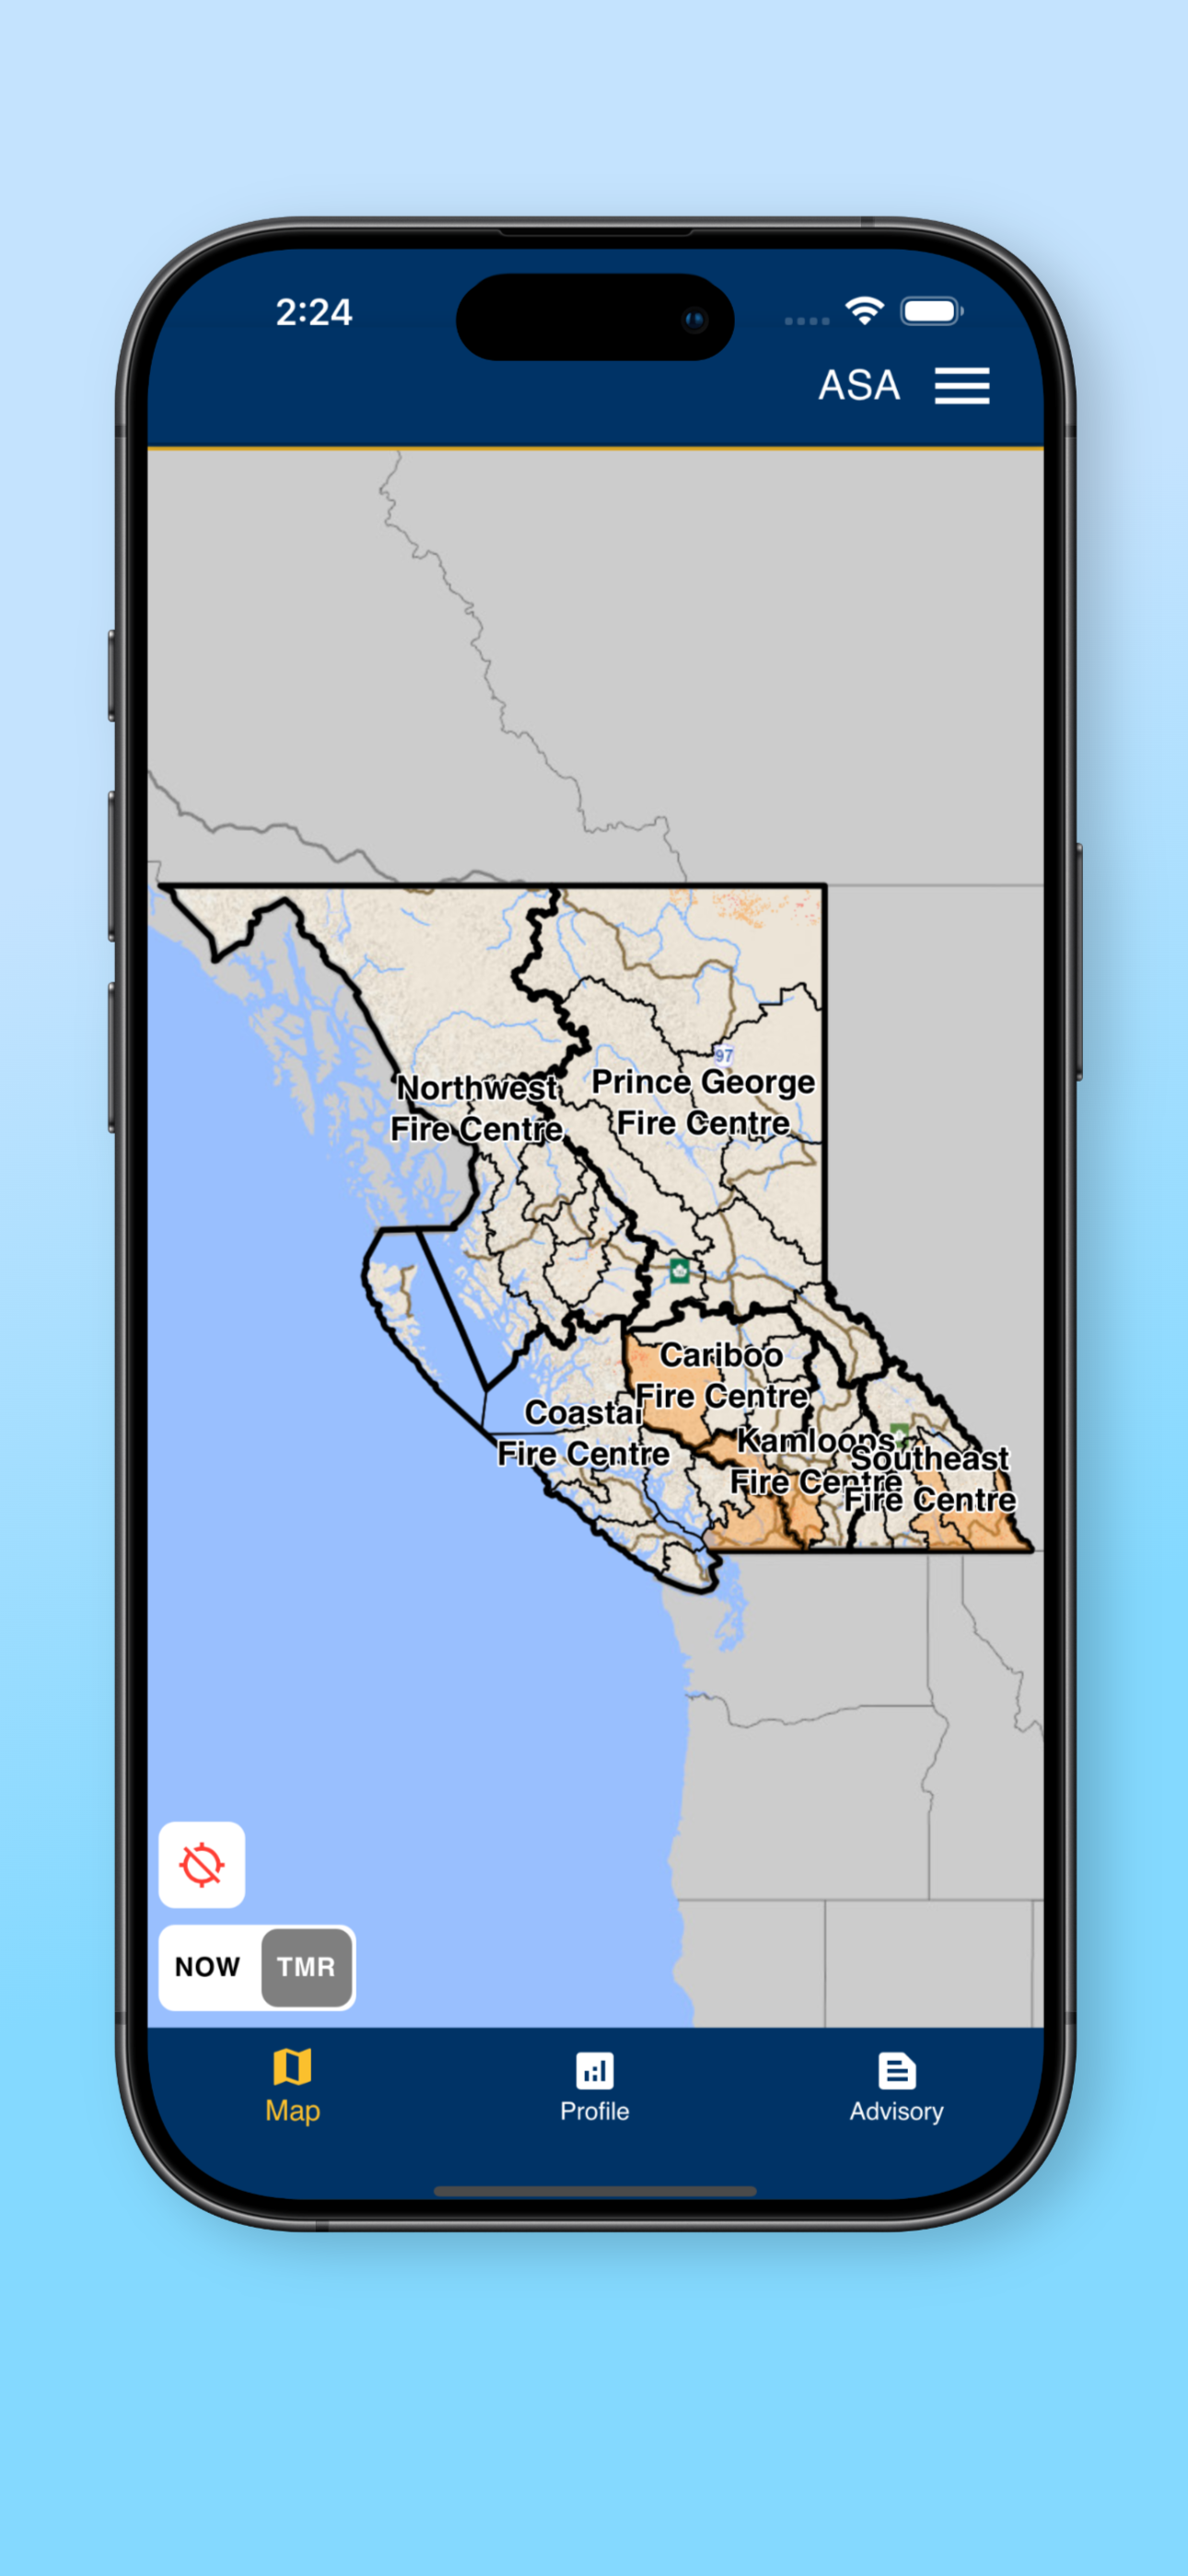 2:24
ASA
97
Northwest
Fire Centre
Prince George
Fire Centre
Cariboo
Fire Centre
Coastal
Fire Centre
Kamloops
Fire Centre
Southeast
Fire Centre
NOW
TMR
Map
Profile
Advisory